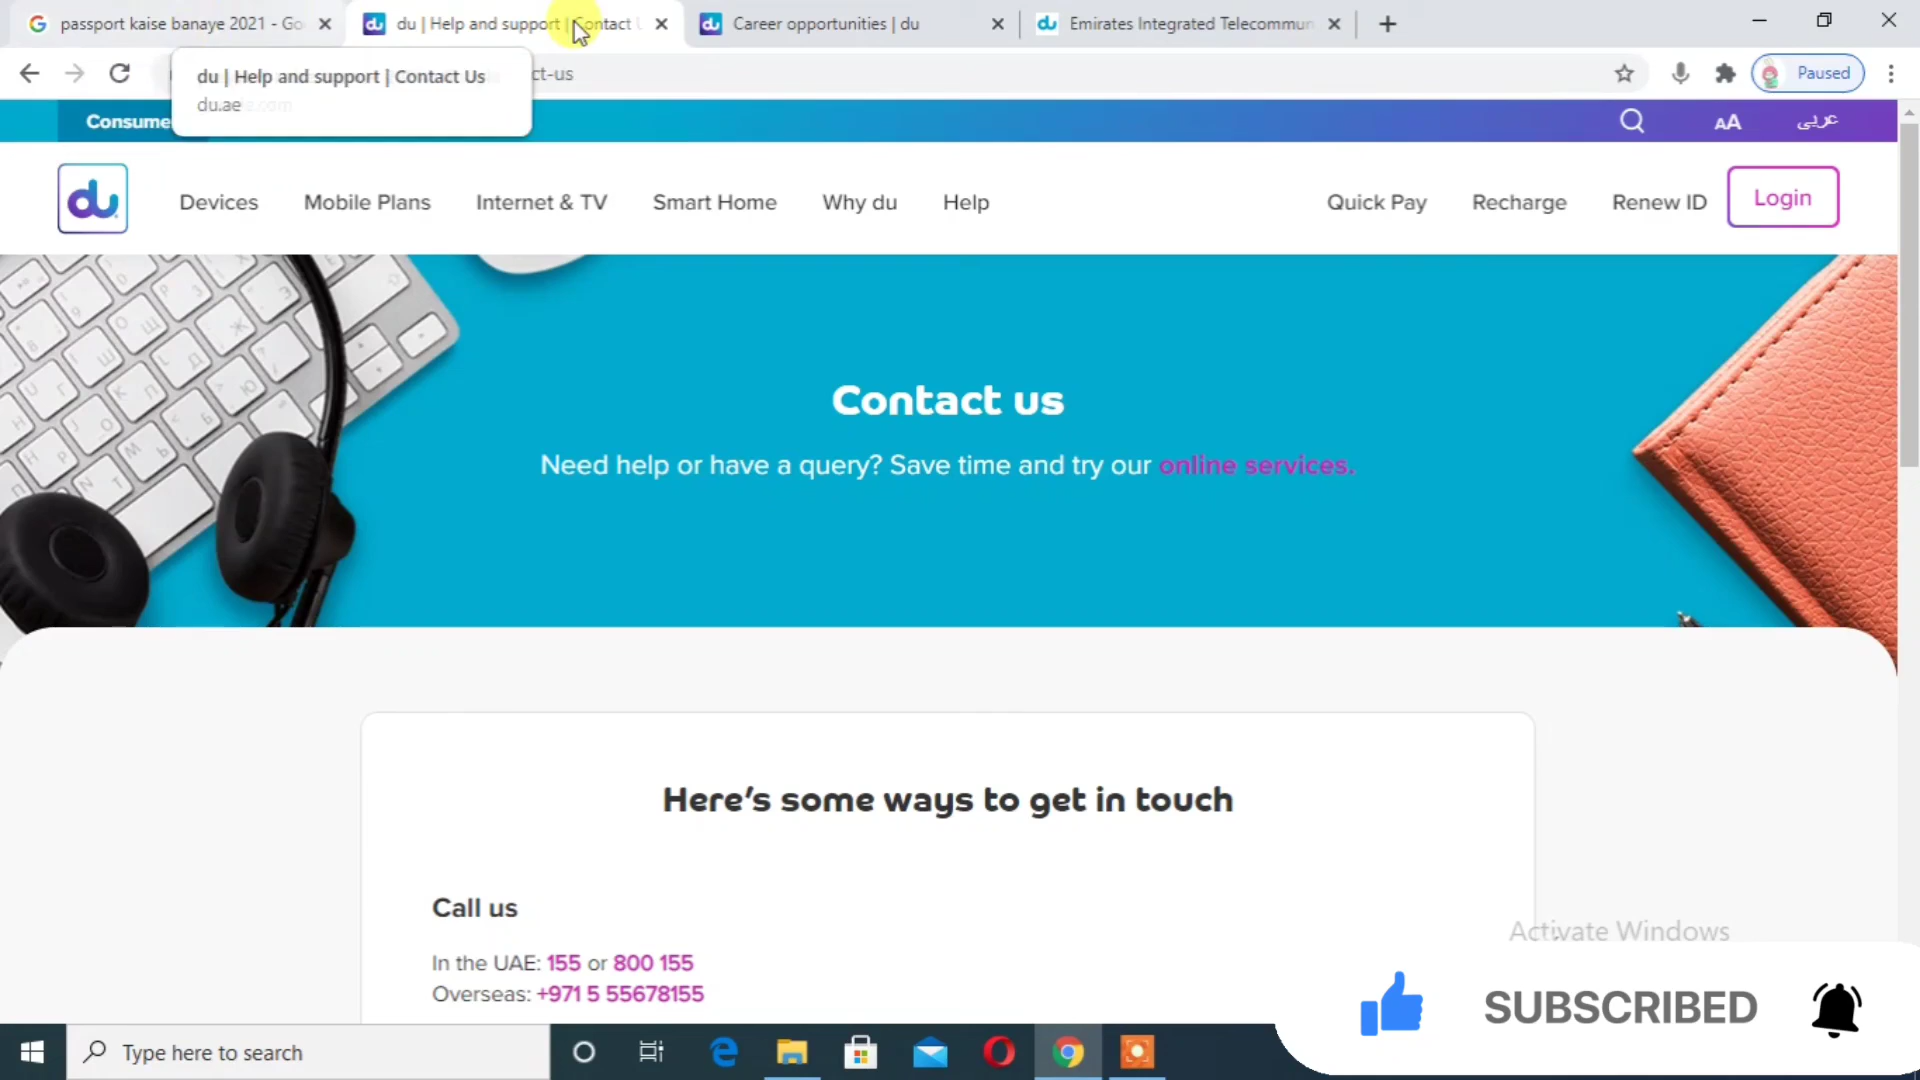 passport kaise banaye 2021 - Go
du | Help and support | Contact U
Career opportunities | du
Emirates Integrated Telecommun
du | Help and support | Contact Us
du.ae
ct-us
Paused
Consume
AA
عربى
du
Devices
Mobile Plans
Internet & TV
Smart Home
Why du
Help
Quick Pay
Recharge
Renew ID
Login
Contact us
Need help or have a query? Save time and try our online services.
Here's some ways to get in touch
Call us
In the UAE: 155 or 800 155
Overseas: +971 5 55678155
Activate Windows
SUBSCRIBED
Type here to search